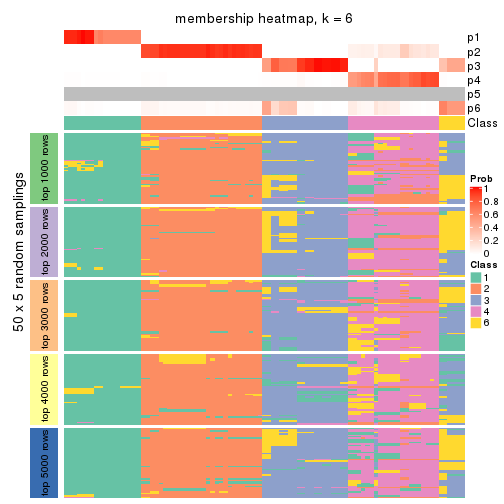 membership heatmap, k = 6
p1
p2
p3
p4
p5
p6
Class
50 x 5 random samplings
top 1000 rows
top 2000 rows
top 3000 rows
top 4000 rows
top 5000 rows
Prob
1
0.8
0.6
0.4
0.2
0
Class
1
2
3
4
6